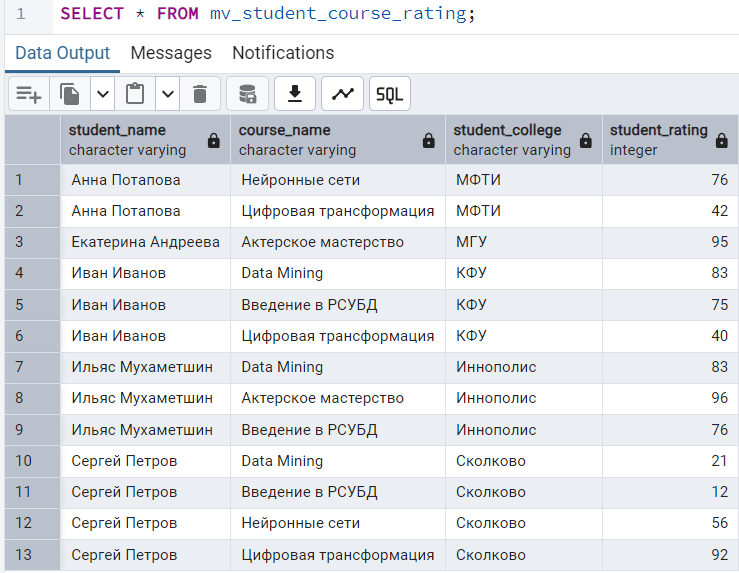 1 SELECT * FROM mv_student_course_rating;
Data Output Messages Notifications
SQL
student_name course_name student_college student_rating
character varying character varying character varying integer
1 Анна Потапова Нейронные сети МФТИ 76
2 Анна Потапова Цифровая трансформация МФТИ 42
3 Екатерина Андреева Актерское мастерство МГУ 95
4 Иван Иванов Data Mining КФУ 83
5 Иван Иванов Введение в РСУБД КФУ 75
6 Иван Иванов Цифровая трансформация КФУ 40
7 Ильяс Мухаметшин Data Mining Иннополис 83
8 Ильяс Мухаметшин Актерское мастерство Иннополис 96
9 Ильяс Мухаметшин Введение в РСУБД Иннополис 76
10 Сергей Петров Data Mining Сколково 21
11 Сергей Петров Введение в РСУБД Сколково 12
12 Сергей Петров Нейронные сети Сколково 56
13 Сергей Петров Цифровая трансформация Сколково 92